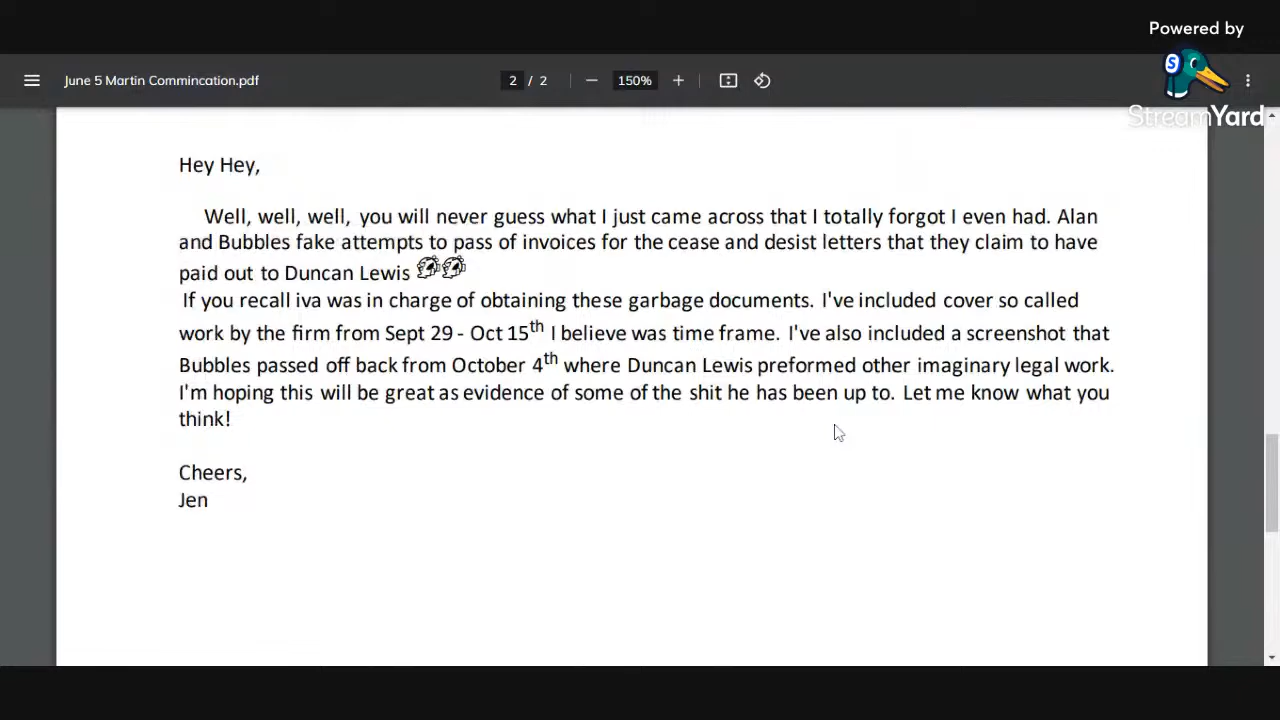 Powered by
June 5 Martin Commincation.pdf 2 / 2 150%
StreamYard
Hey Hey,
Well, well, well, you will never guess what I just came across that I totally forgot I even had. Alan
and Bubbles fake attempts to pass of invoices for the cease and desist letters that they claim to have
paid out to Duncan Lewis
If you recall iva was in charge of obtaining these garbage documents. I've included cover so called
work by the firm from Sept 29 - Oct 15th I believe was time frame. I've also included a screenshot that
Bubbles passed off back from October 4th where Duncan Lewis preformed other imaginary legal work.
I'm hoping this will be great as evidence of some of the shit he has been up to. Let me know what you
think!
Cheers,
Jen